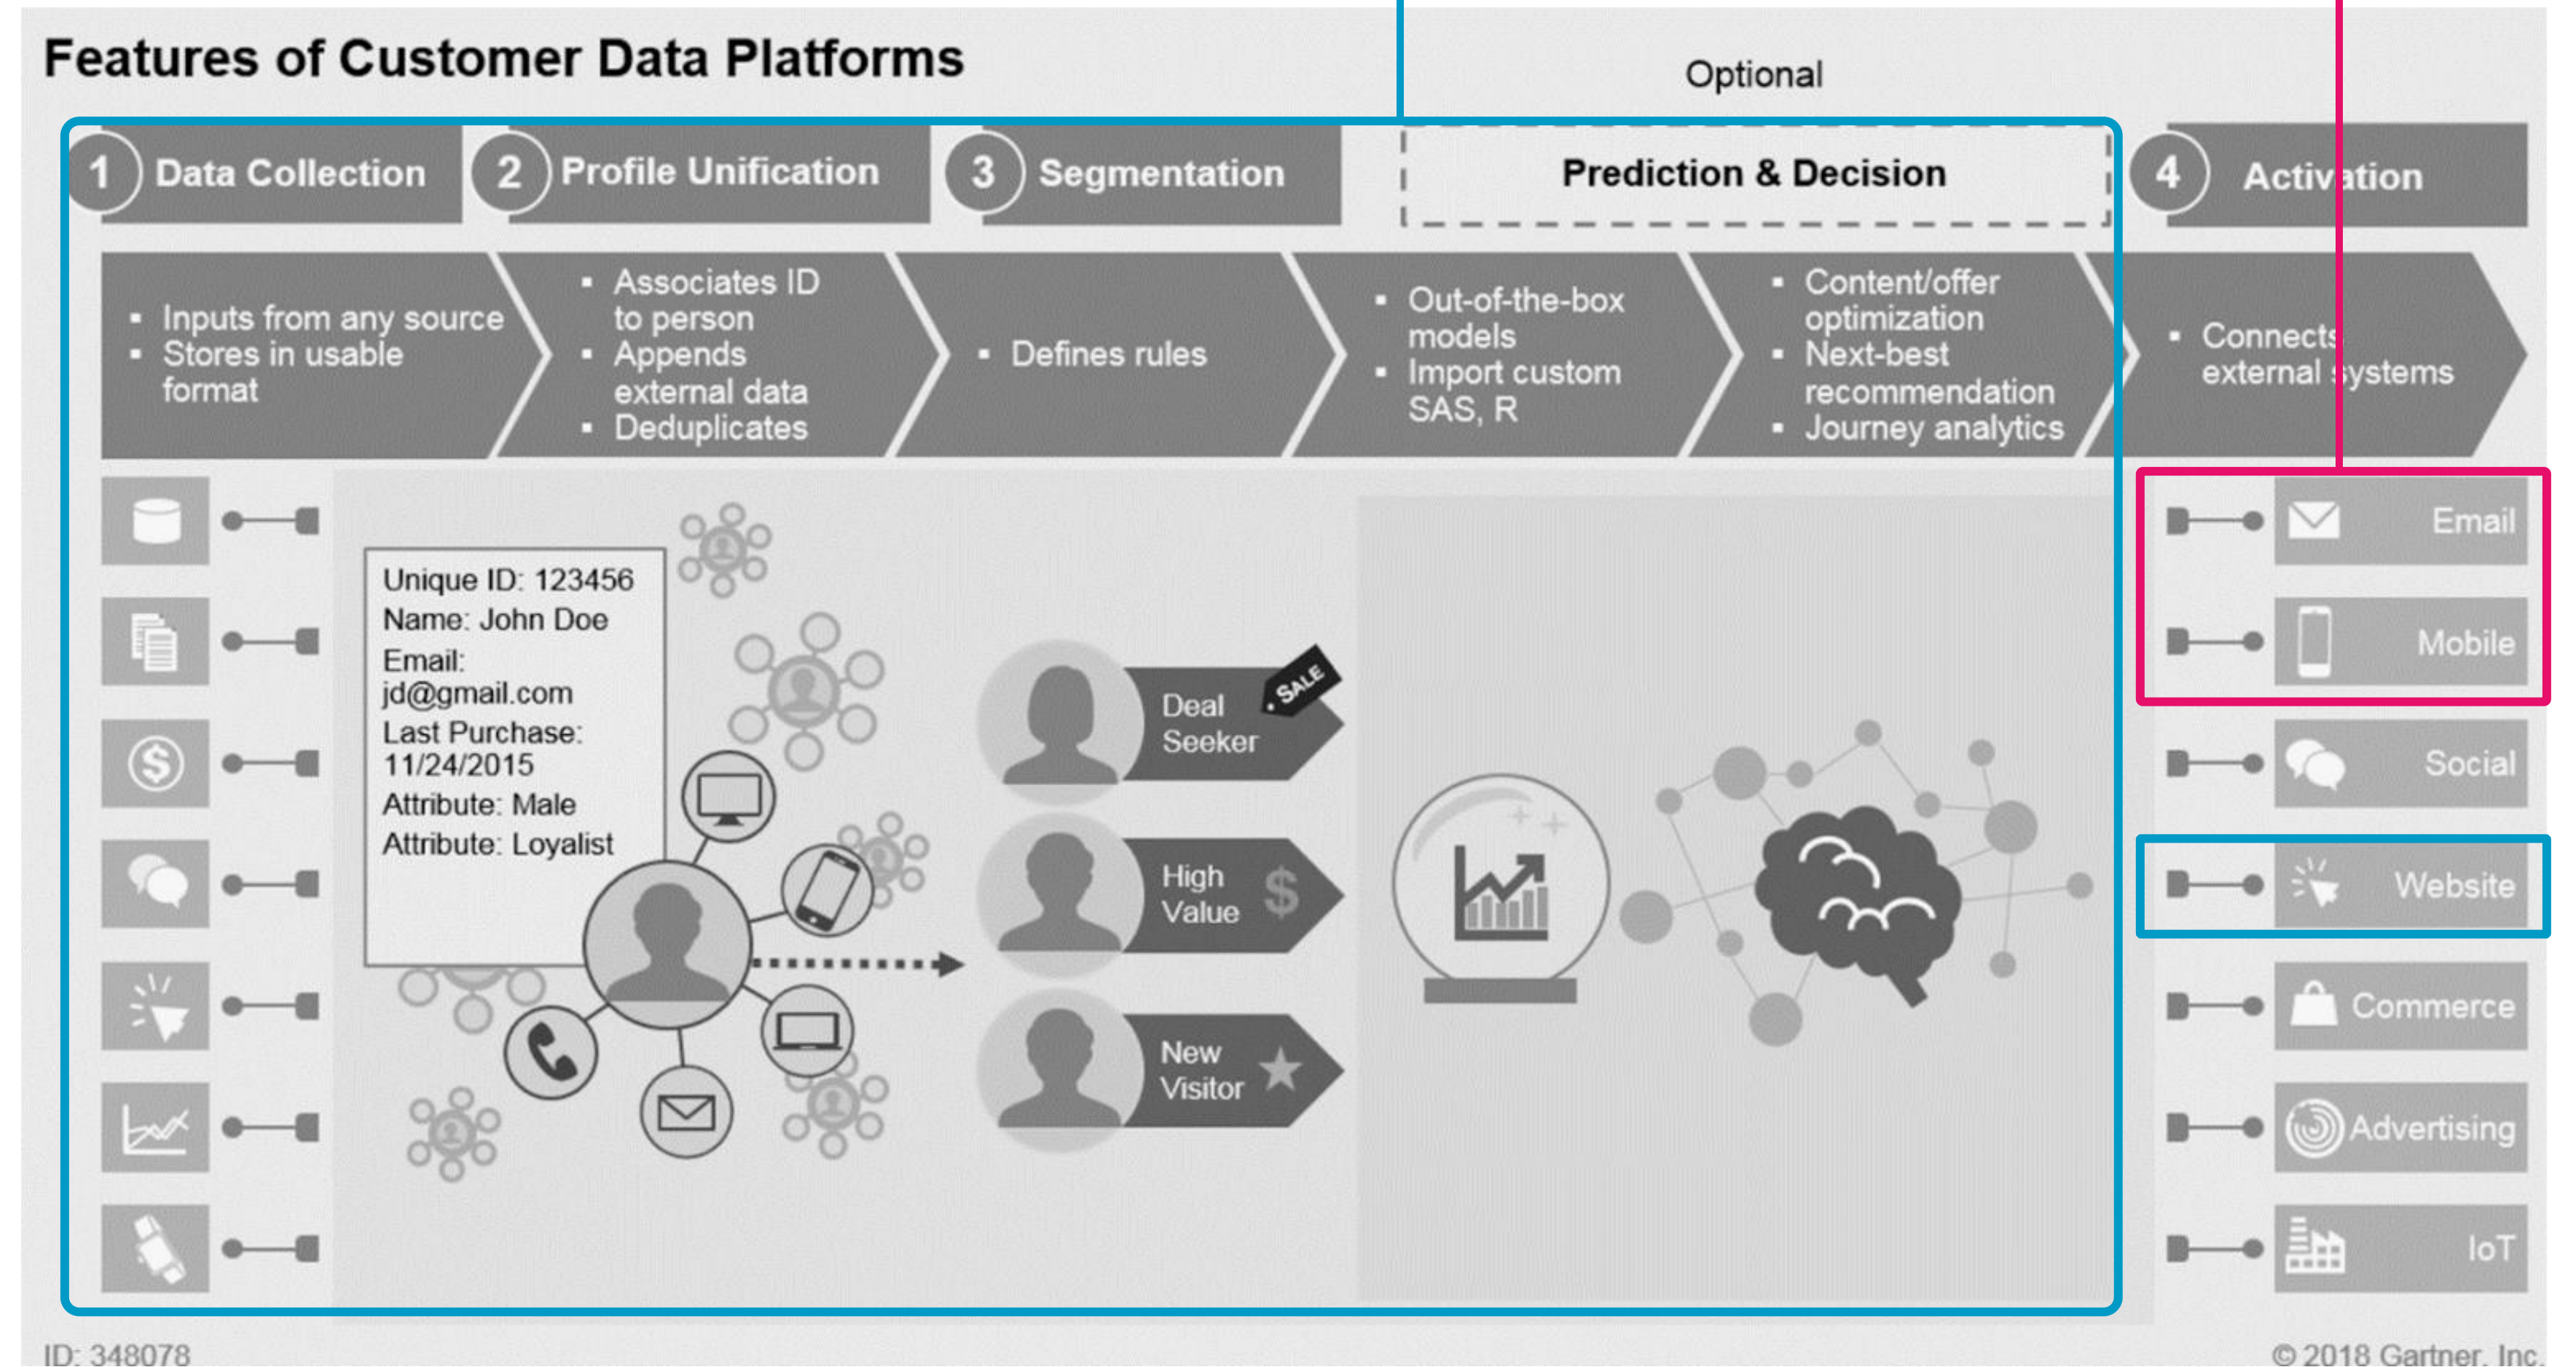 Features of Customer Data Platforms
Optional
1 Data Collection
2 Profile Unification
3 Segmentation
Prediction & Decision
4 Activation
▪ Inputs from any source
▪ Stores in usable
format
▪ Associates ID
to person
▪ Appends
external data
▪ Deduplicates
▪ Defines rules
▪ Out-of-the-box
models
▪ Import custom
SAS, R
▪ Content/offer
optimization
▪ Next-best
recommendation
▪ Journey analytics
▪ Connects
external systems
Unique ID: 123456
Name: John Doe
Email:
jd@gmail.com
Last Purchase:
11/24/2015
Attribute: Male
Attribute: Loyalist
Deal
Seeker
SALE
High
Value
$
New
Visitor
$
Email
Mobile
Social
Website
Commerce
Advertising
IoT
ID: 348078
© 2018 Gartner, Inc.